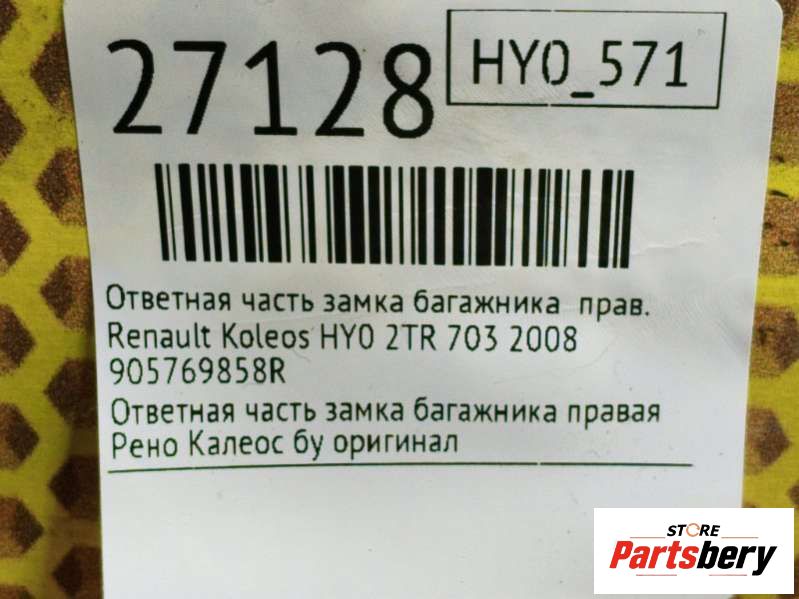 27128
HY0_571
Ответная часть замка багажника прав.
Renault Koleos HY0 2TR 703 2008
905769858R
Ответная часть замка багажника правая
Рено Калеос бу оригинал
STORE
Partsbery